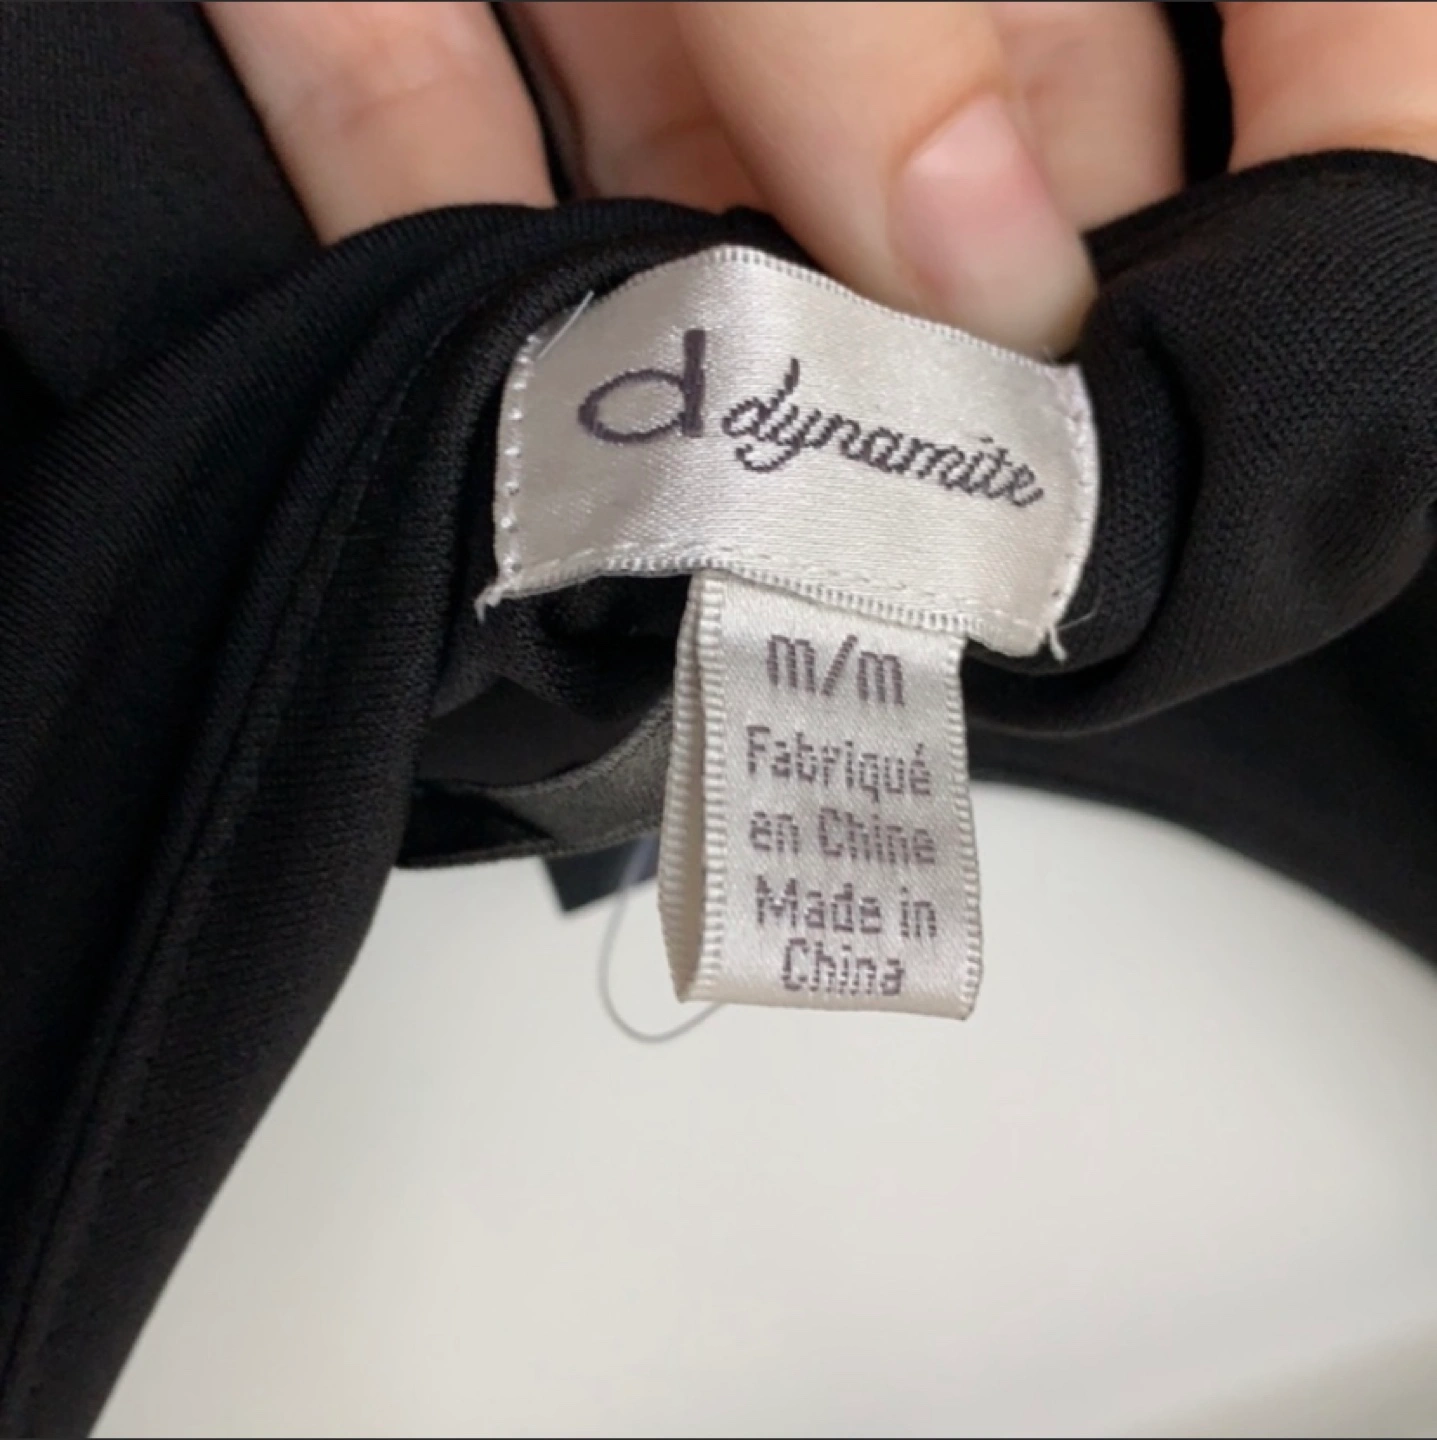 d dynamite
m/m
Fabriqué
en Chine
Made in
China